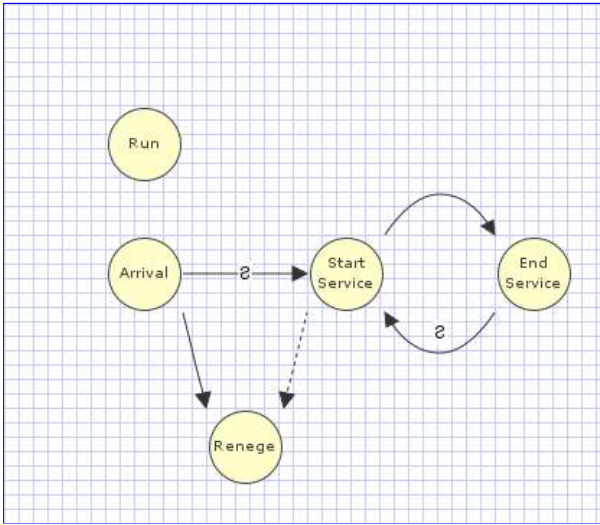 Run
Arrival
S
Start
Service
End
Service
S
Renege